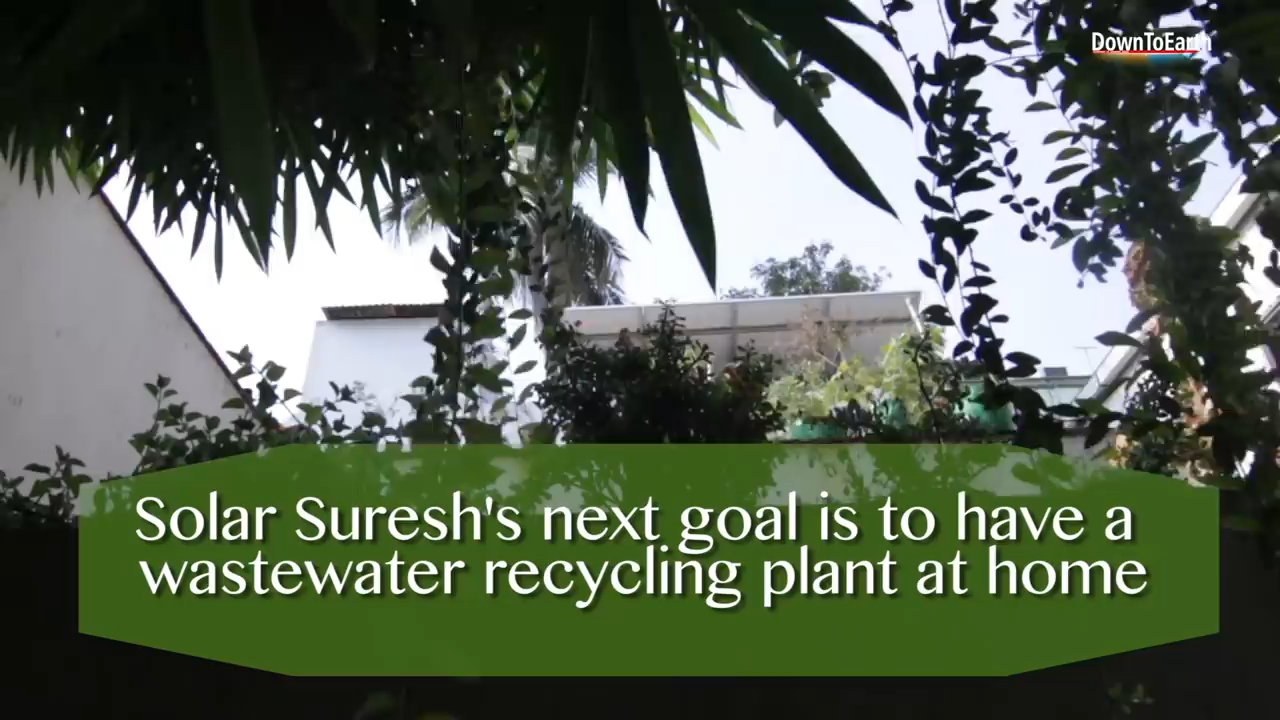 DownToEarth
Solar Suresh's next goal is to have a
wastewater recycling plant at home